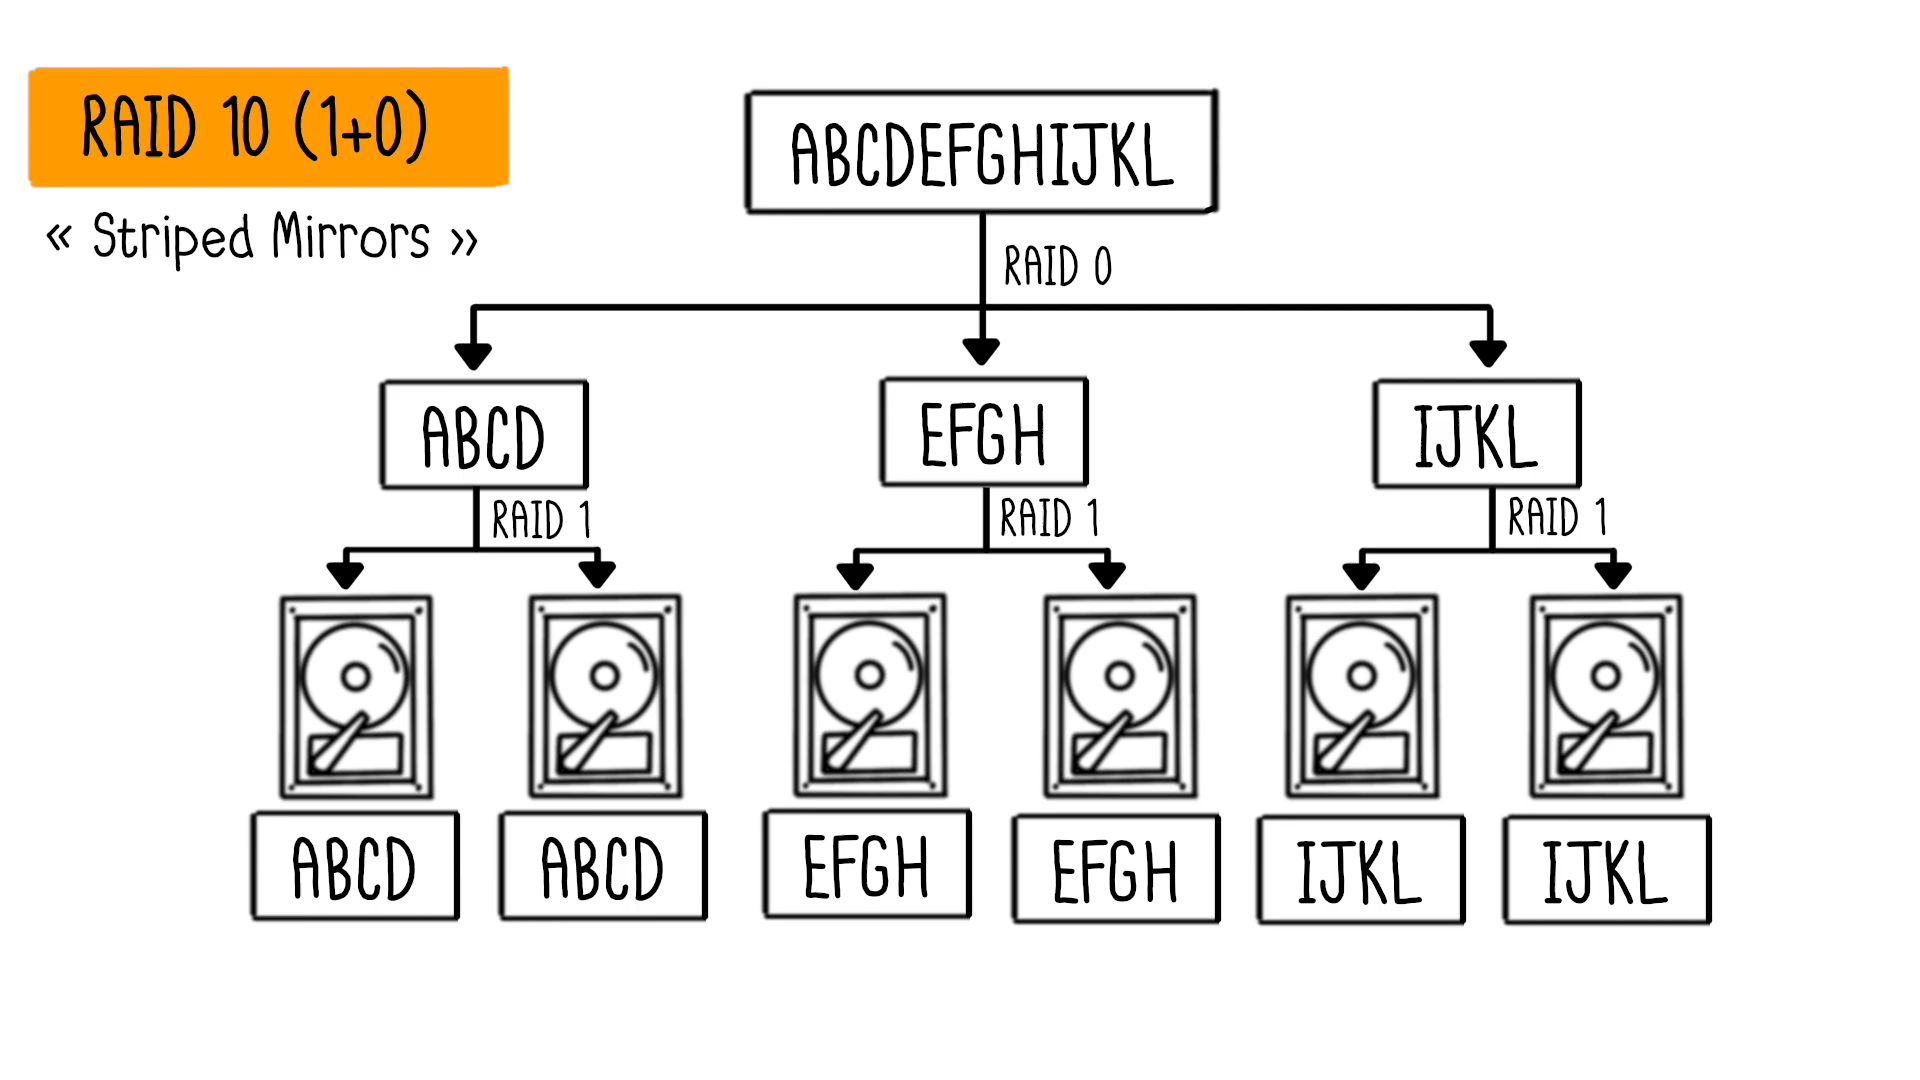 RAID 10 (1+0)
« Striped Mirrors »
ABCDEFGHIJKL
RAID 0
ABCD
EFGH
IJKL
RAID 1
RAID 1
RAID 1
ABCD
ABCD
EFGH
EFGH
IJKL
IJKL